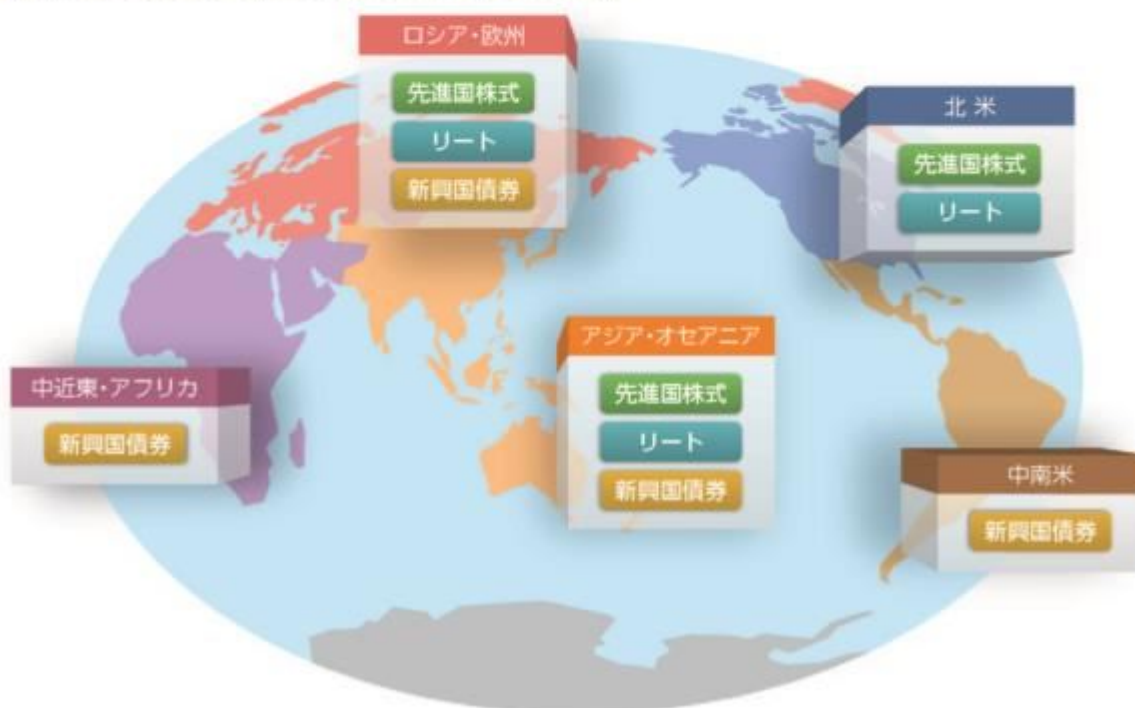 ロシア・欧州
先進国株式
リート
新興国債券
北米
先進国株式
リート
アジア・オセアニア
先進国株式
リート
新興国債券
中近東・アフリカ
新興国債券
中南米
新興国債券